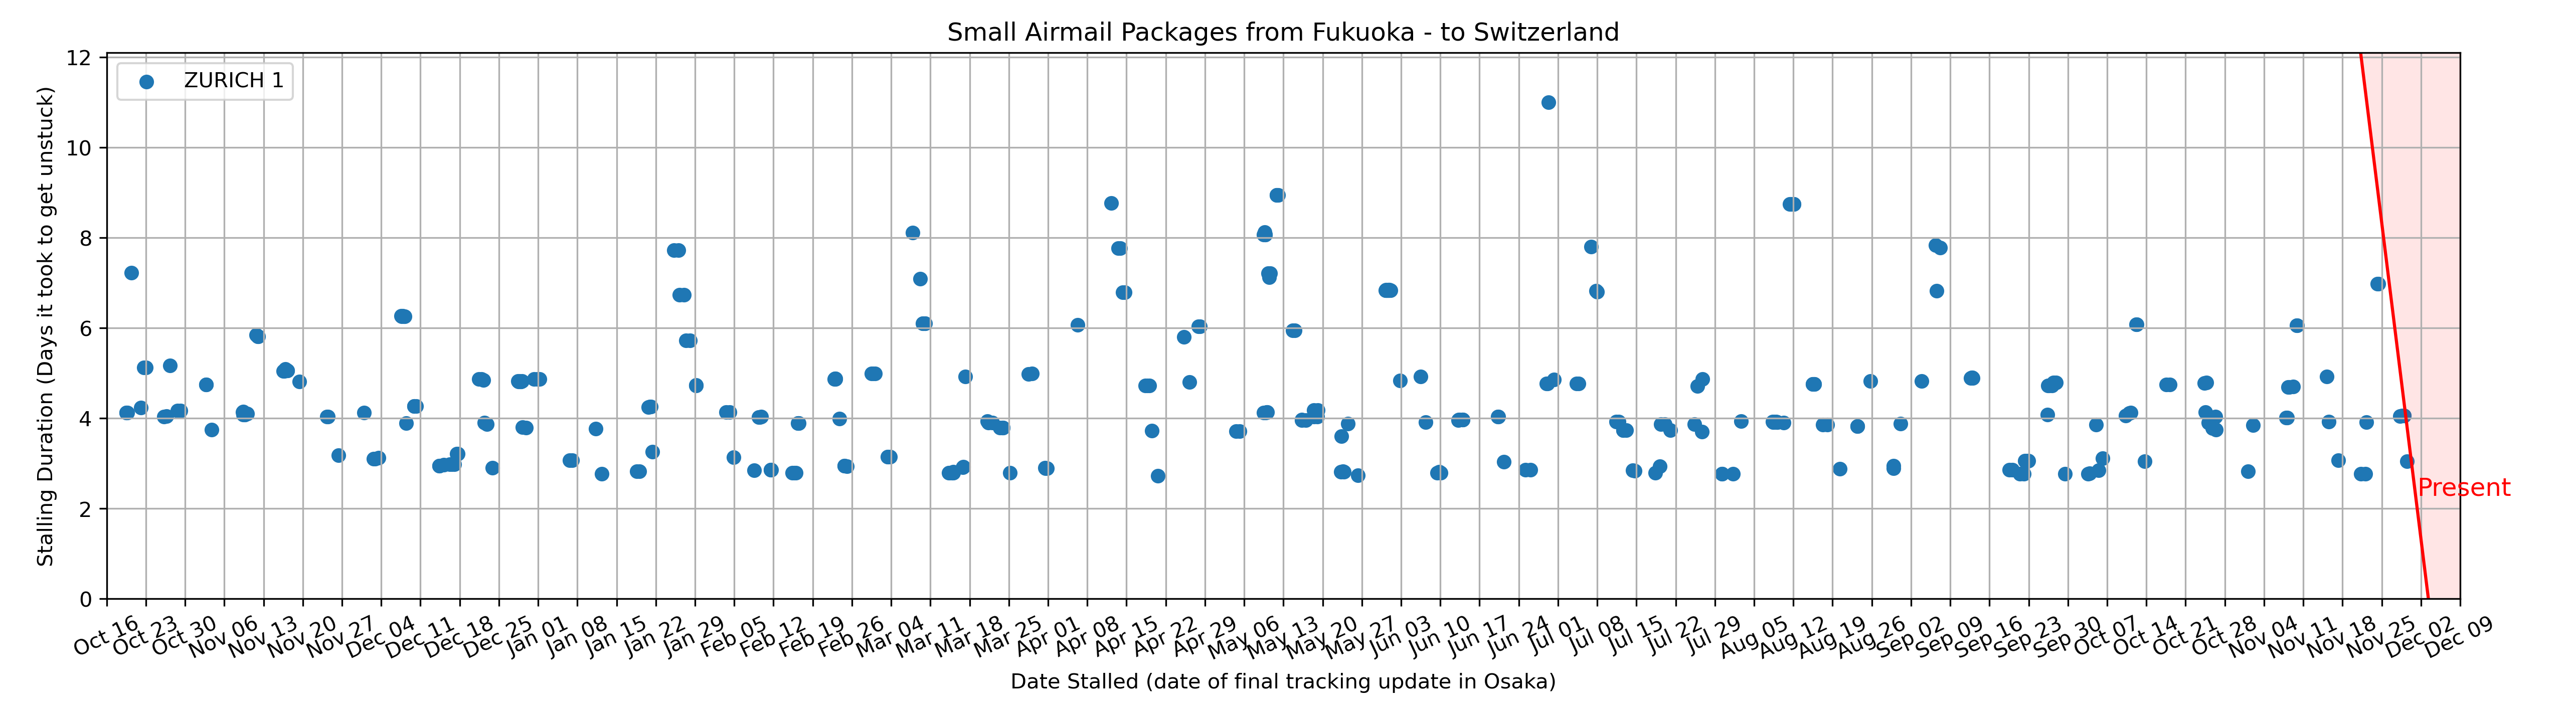 Small Airmail Packages from Fukuoka - to Switzerland
ZURICH 1
Stalling Duration (Days it took to get unstuck)
12
10
8
6
4
2
0
Present
Oct 16 Oct 23 Oct 30 Nov 06 Nov 13 Nov 20 Nov 27 Dec 04 Dec 11 Dec 18 Dec 25 Jan 01 Jan 08 Jan 15 Jan 22 Jan 29 Feb 05 Feb 12 Feb 19 Feb 26 Mar 04 Mar 11 Mar 18 Mar 25 Apr 01 Apr 08 Apr 15 Apr 22 Apr 29 May 06 May 13 May 20 May 27 Jun 03 Jun 10 Jun 17 Jun 24 Jul 01 Jul 08 Jul 15 Jul 22 Jul 29 Aug 05 Aug 12 Aug 19 Aug 26 Sep 02 Sep 09 Sep 16 Sep 23 Sep 30 Oct 07 Oct 14 Oct 21 Oct 28 Nov 04 Nov 11 Nov 18 Nov 25 Dec 02 Dec 09
Date Stalled (date of final tracking update in Osaka)